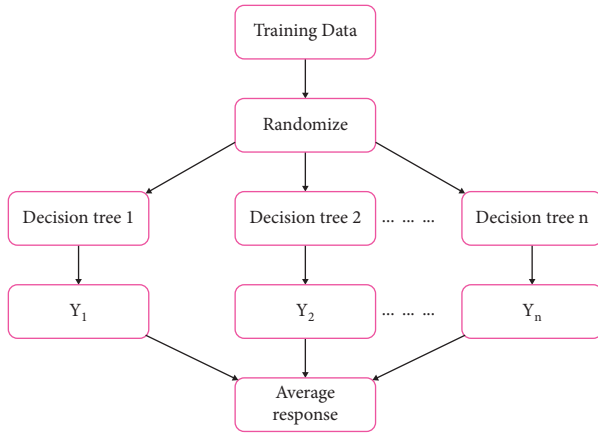 Training Data
Randomize
Decision tree 1
Decision tree 2
... ... ...
Decision tree n
Y1
Y2
... ... ...
Yn
Average
response